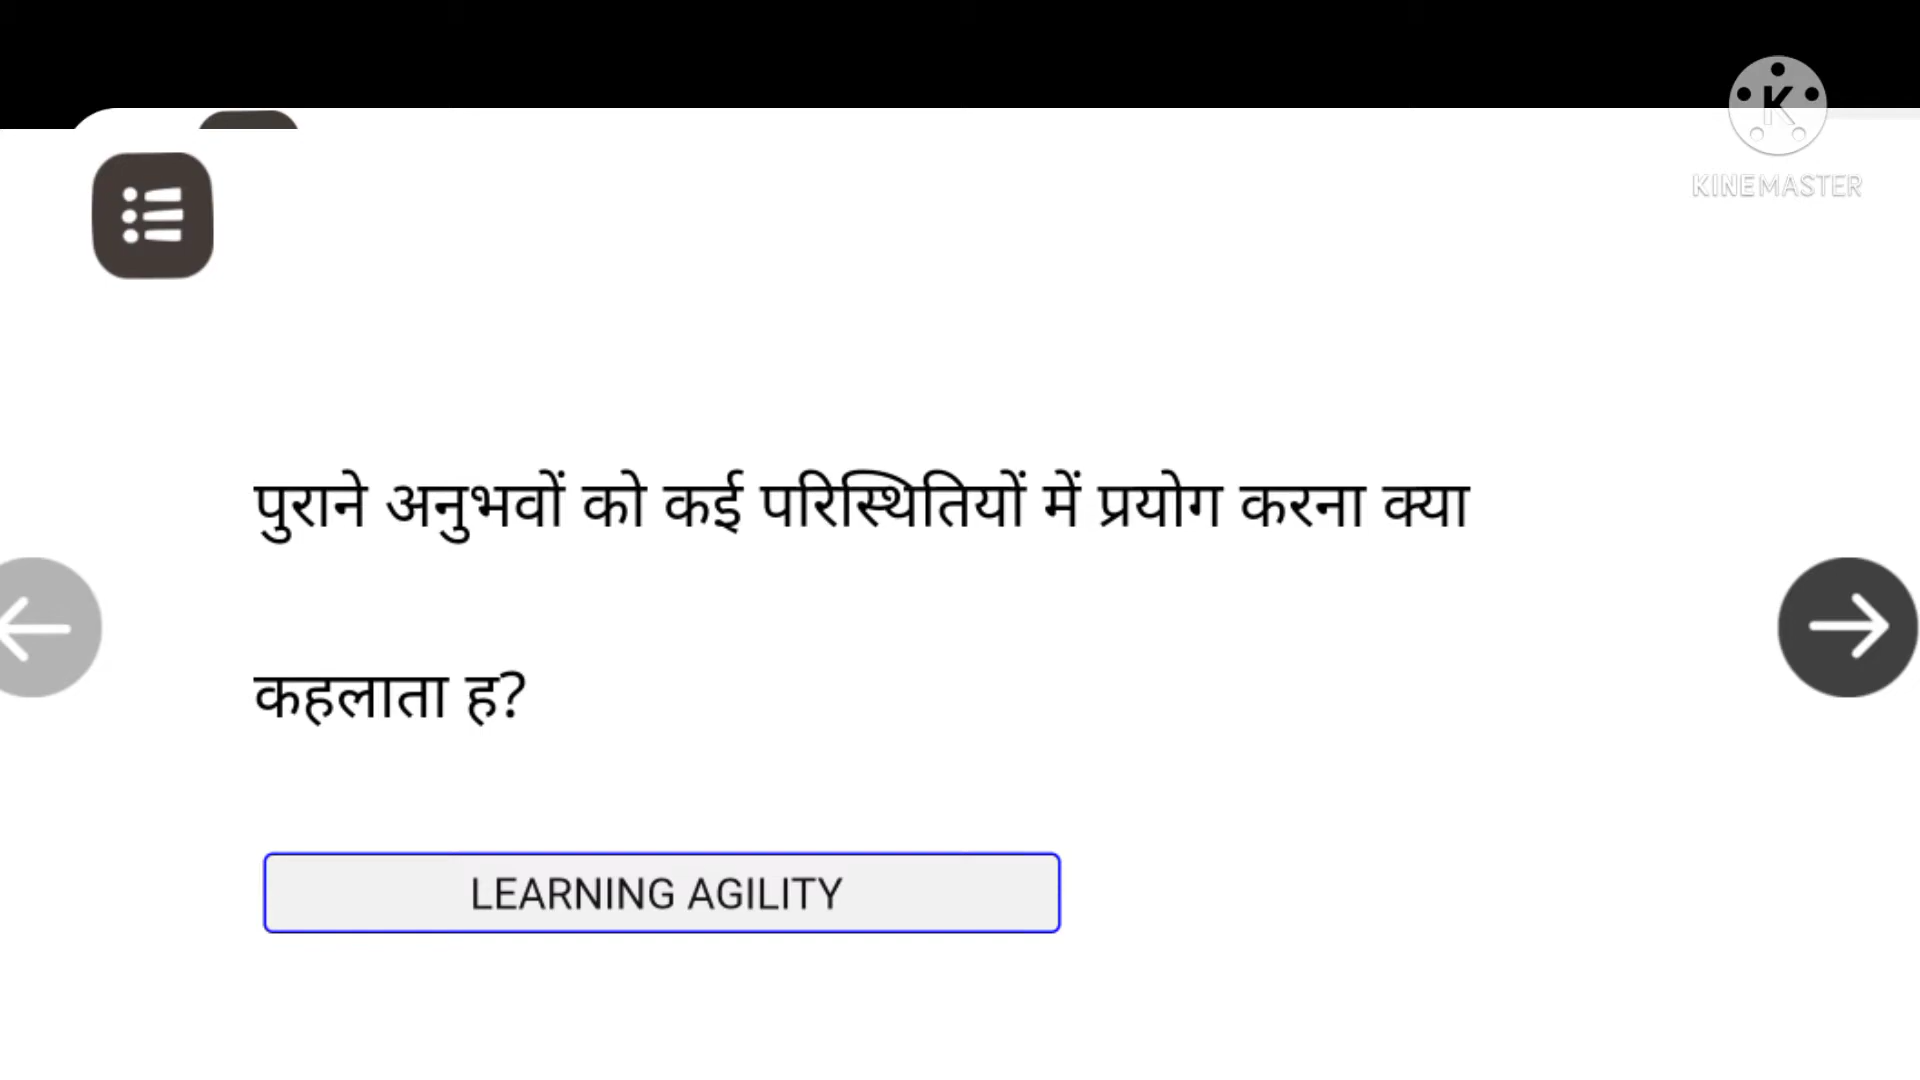 KINEMASTER
पुराने अनुभवों को कई परिस्थितियों में प्रयोग करना क्या
कहलाता ह?
LEARNING AGILITY